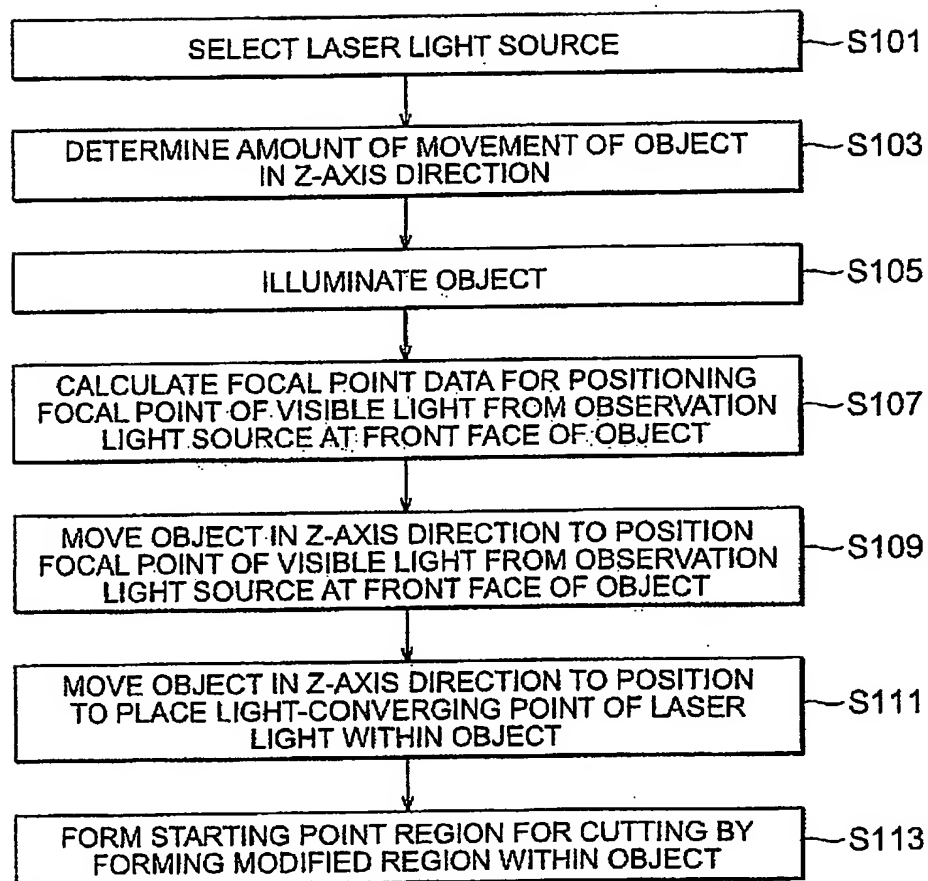 SELECT LASER LIGHT SOURCE
S101
DETERMINE AMOUNT OF MOVEMENT OF OBJECT
IN Z-AXIS DIRECTION
S103
ILLUMINATE OBJECT
S105
CALCULATE FOCAL POINT DATA FOR POSITIONING
FOCAL POINT OF VISIBLE LIGHT FROM OBSERVATION
LIGHT SOURCE AT FRONT FACE OF OBJECT
S107
MOVE OBJECT IN Z-AXIS DIRECTION TO POSITION
FOCAL POINT OF VISIBLE LIGHT FROM OBSERVATION
LIGHT SOURCE AT FRONT FACE OF OBJECT
S109
MOVE OBJECT IN Z-AXIS DIRECTION TO POSITION
TO PLACE LIGHT-CONVERGING POINT OF LASER
LIGHT WITHIN OBJECT
S111
FORM STARTING POINT REGION FOR CUTTING BY
FORMING MODIFIED REGION WITHIN OBJECT
S113